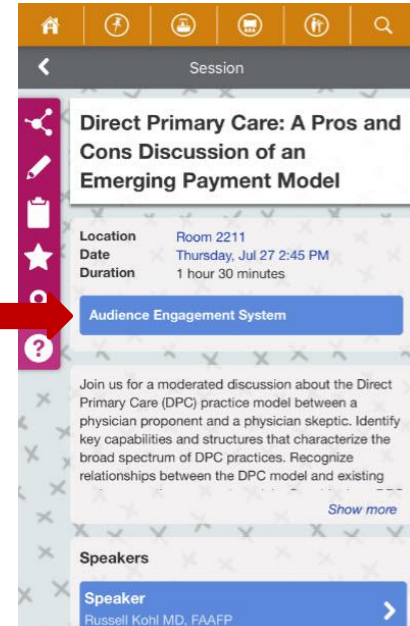 Session
Direct Primary Care: A Pros and
Cons Discussion of an
Emerging Payment Model
Location Room 2211
Date Thursday, Jul 27 2:45 PM
Duration 1 hour 30 minutes
Audience Engagement System
?
Join us for a moderated discussion about the Direct
Primary Care (DPC) practice model between a
physician proponent and a physician skeptic. Identify
key capabilities and structures that characterize the
broad spectrum of DPC practices. Recognize
relationships between the DPC model and existing
Show more
Speakers
Speaker
Russell Kohl MD, FAAFP